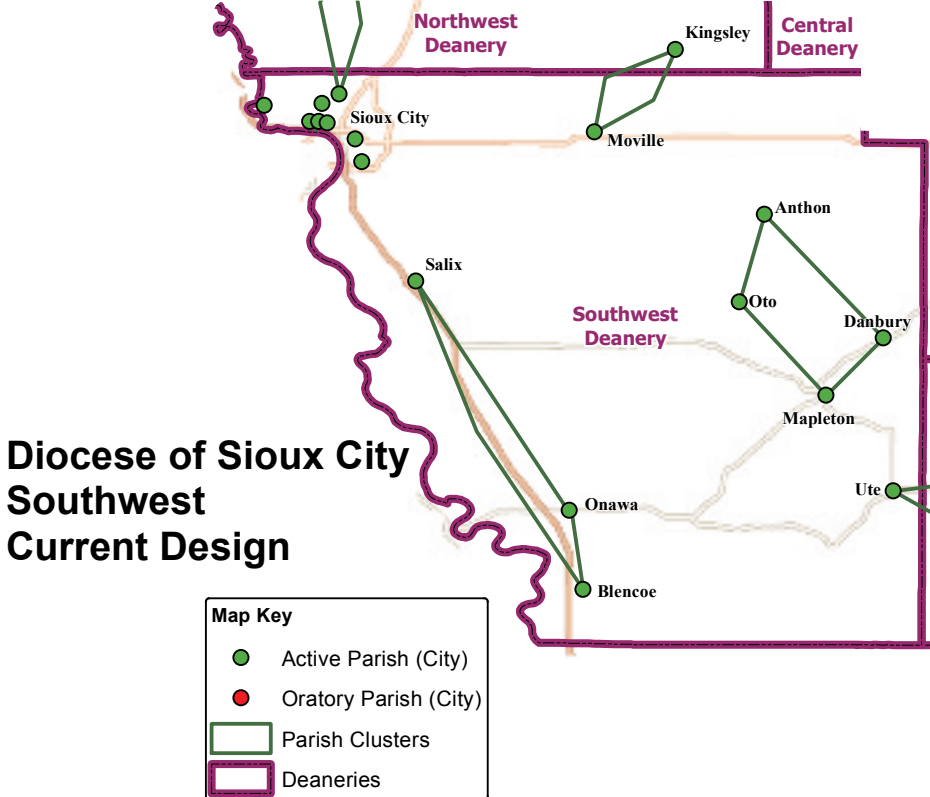 Northwest
Deanery
Central
Deanery
Kingsley
Sioux City
Moville
Anthon
Salix
Oto
Southwest
Deanery
Danbury
Mapleton
Diocese of Sioux City
Southwest
Current Design
Ute
Onawa
Blencoe
Map Key
Active Parish (City)
Oratory Parish (City)
Parish Clusters
Deaneries